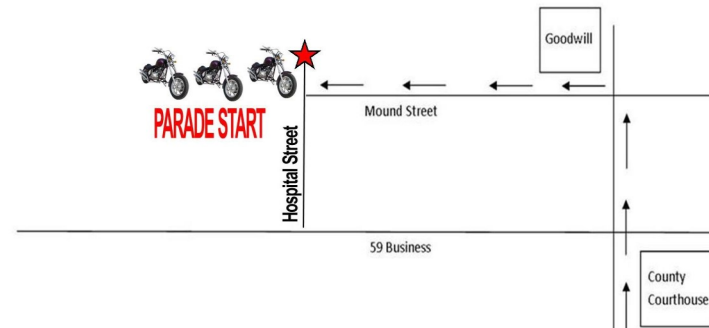 Goodwill
Mound Street
PARADE START
Hospital Street
59 Business
County
Courthouse